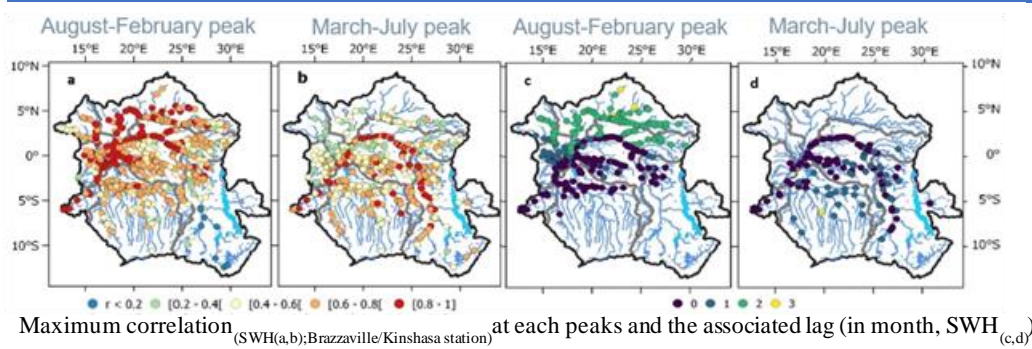 August-February peak March-July peak August-February peak March-July peak
15°E 20°E 25°E 30°E 15°E 20°E 25°E 30°E 15°E 20°E 25°E 30°E 15°E 20°E 25°E 30°E
10°N 10°N
a b c d
5°N 5°N
0° 0°
5°S 5°S
10°S 10°S
r < 0.2 [0.2 - 0.4[ [0.4 - 0.6[ [0.6 - 0.8[ [0.8 - 1] 0 1 2 3
Maximum correlation (SWH(a,b);Brazzaville/Kinshasa station) at each peaks and the associated lag (in month, SWH (c,d))